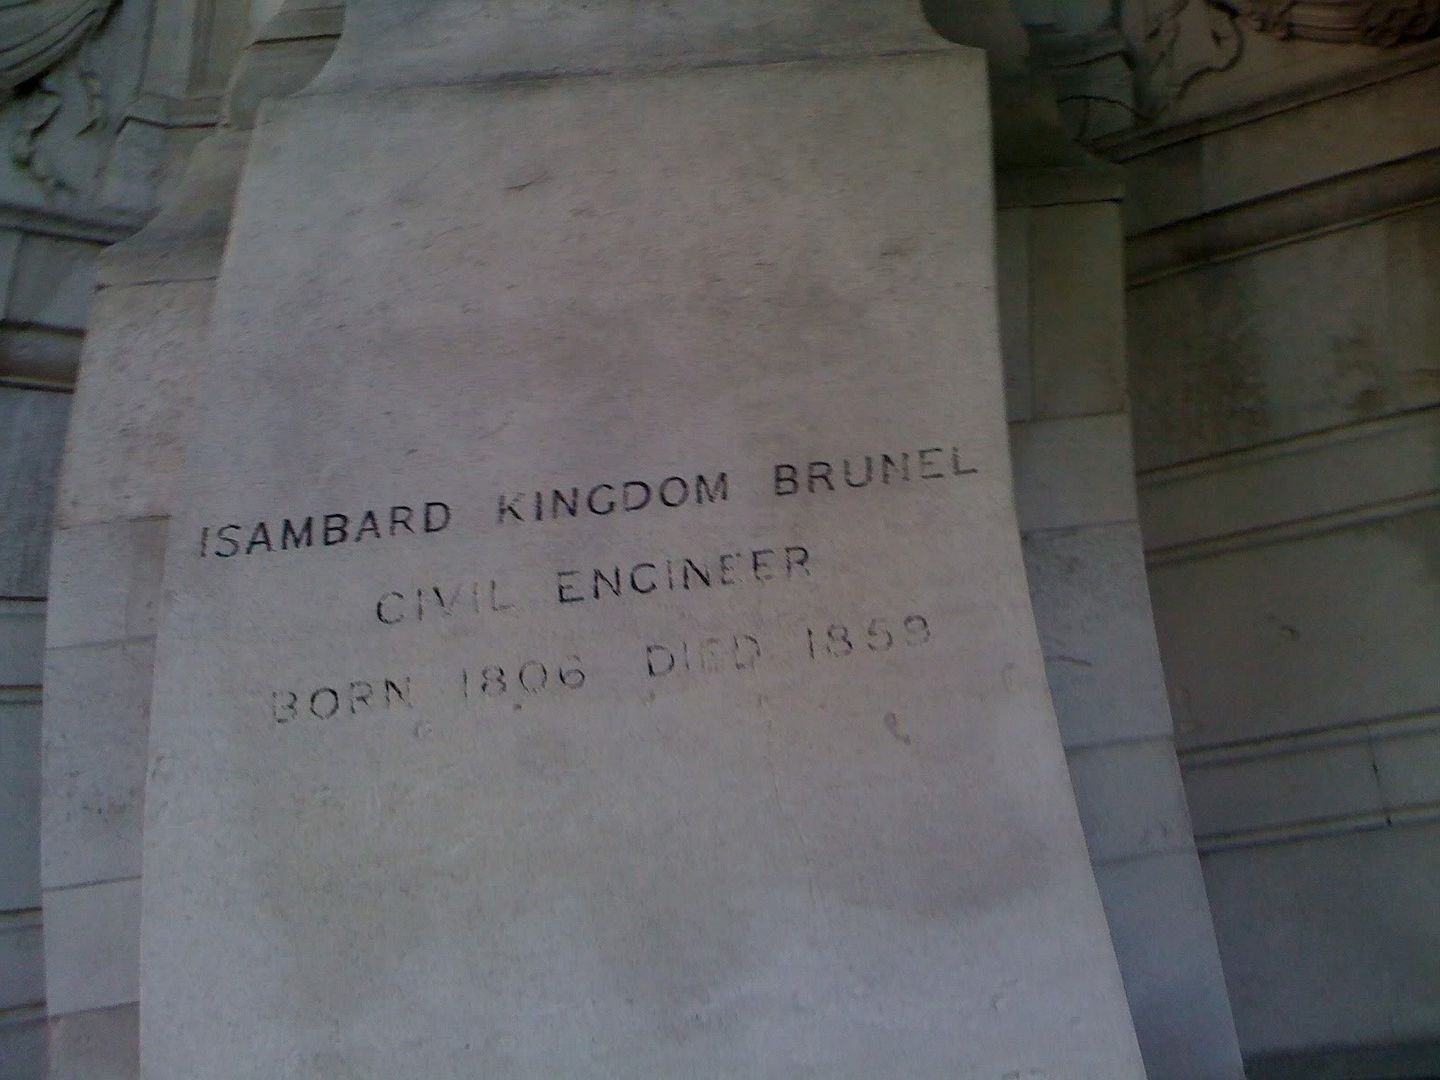 ISAMBARD KINGDOM BRUNEL
CIVIL ENGINEER
BORN 1806 DIED 1859